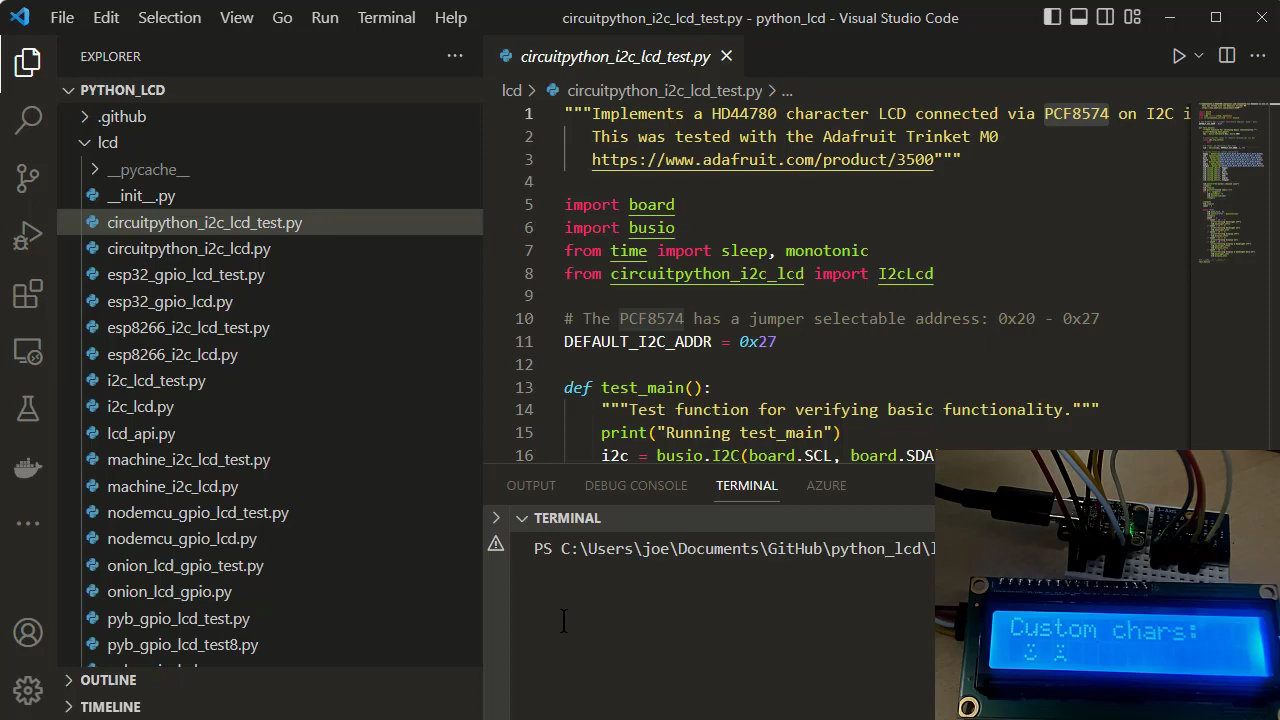 File Edit Selection View Go Run Terminal Help circuitpython_i2c_lcd_test.py - python_lcd - Visual Studio Code
EXPLORER
PYTHON_LCD
.github
lcd
__pycache__
__init__.py
circuitpython_i2c_lcd_test.py
circuitpython_i2c_lcd.py
esp32_gpio_lcd_test.py
esp32_gpio_lcd.py
esp8266_i2c_lcd_test.py
esp8266_i2c_lcd.py
i2c_lcd_test.py
i2c_lcd.py
lcd_api.py
machine_i2c_lcd_test.py
machine_i2c_lcd.py
nodemcu_gpio_lcd_test.py
nodemcu_gpio_lcd.py
onion_lcd_gpio_test.py
onion_lcd_gpio.py
pyb_gpio_lcd_test.py
pyb_gpio_lcd_test8.py
OUTLINE
TIMELINE
circuitpython_i2c_lcd_test.py
lcd > circuitpython_i2c_lcd_test.py > ...
1 """Implements a HD44780 character LCD connected via PCF8574 on I2C i
2 This was tested with the Adafruit Trinket M0
3 https://www.adafruit.com/product/3500"""
4
5 import board
6 import busio
7 from time import sleep, monotonic
8 from circuitpython_i2c_lcd import I2cLcd
9
10 # The PCF8574 has a jumper selectable address: 0x20 - 0x27
11 DEFAULT_I2C_ADDR = 0x27
12
13 def test_main():
14 """Test function for verifying basic functionality."""
15 print("Running test_main")
16 i2c = busio.I2C(board.SCL, board.SDA
OUTPUT DEBUG CONSOLE TERMINAL AZURE
TERMINAL
PS C:\Users\joe\Documents\GitHub\python_lcd\l
Custom chars: